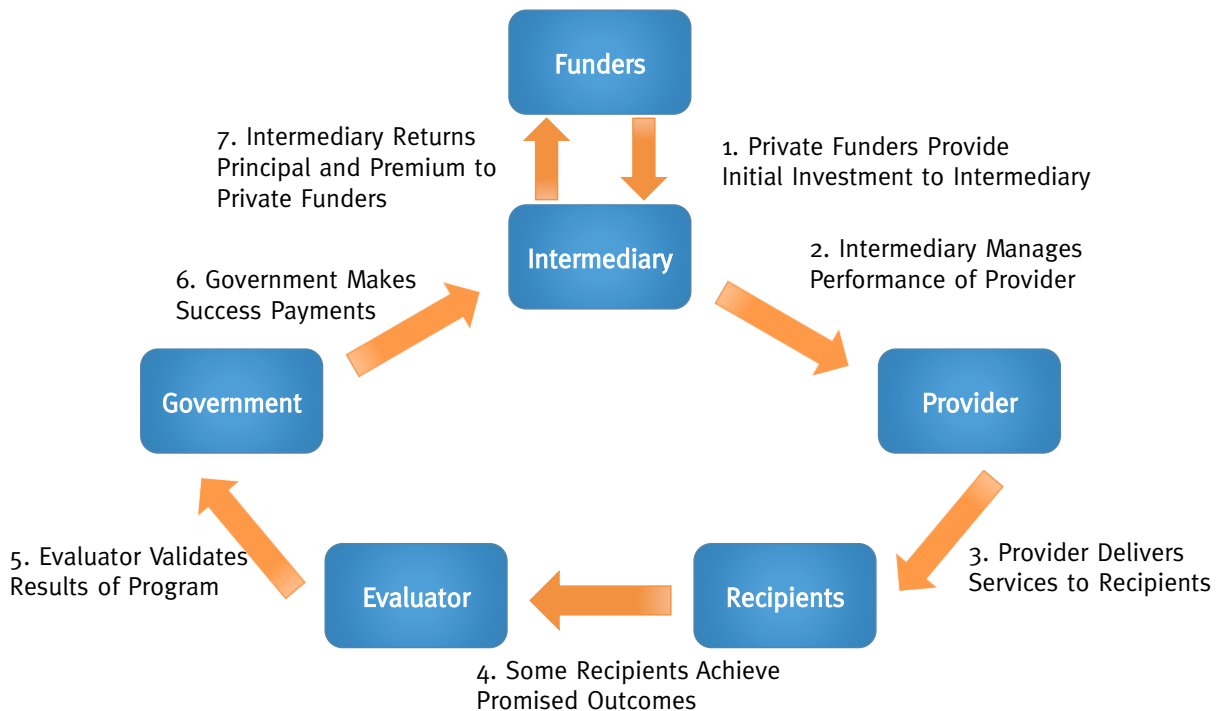 Funders
7. Intermediary Returns
Principal and Premium to
Private Funders
1. Private Funders Provide
Initial Investment to Intermediary
Intermediary
2. Intermediary Manages
Performance of Provider
6. Government Makes
Success Payments
Government
Provider
5. Evaluator Validates
Results of Program
Evaluator
Recipients
3. Provider Delivers
Services to Recipients
4. Some Recipients Achieve
Promised Outcomes